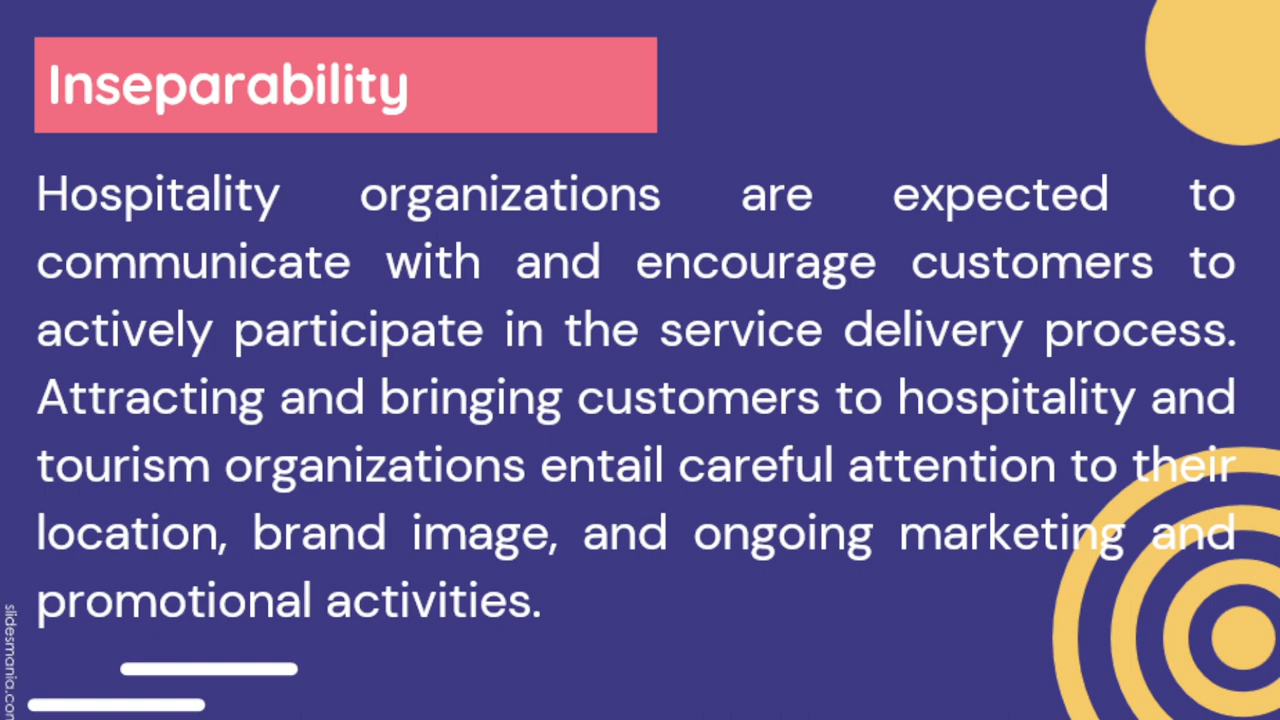 Inseparability
Hospitality organizations are expected to
communicate with and encourage customers to
actively participate in the service delivery process.
Attracting and bringing customers to hospitality and
tourism organizations entail careful attention to their
location, brand image, and ongoing marketing and
promotional activities.
slidesmania.com